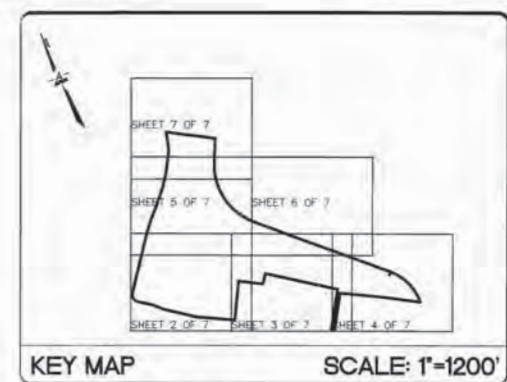 SHEET 7 OF 7
SHEET 5 OF 7
SHEET 6 OF 7
SHEET 2 OF 7
SHEET 3 OF 7
SHEET 4 OF 7
KEY MAP
SCALE: 1"=1200'